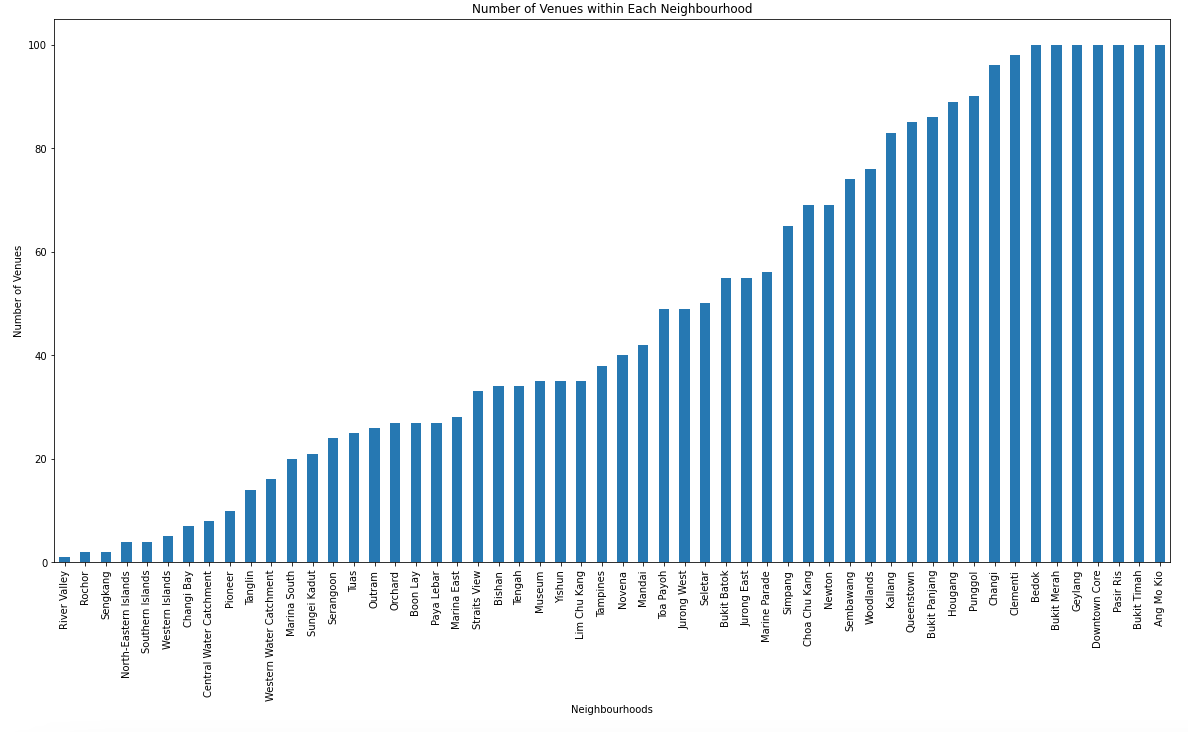 Number of Venues within Each Neighbourhood
100
80
60
40
20
0
Number of Venues
River Valley
Rochor
Sengkang
North-Eastern Islands
Southern Islands
Western Islands
Changi Bay
Central Water Catchment
Pioneer
Tanglin
Western Water Catchment
Marina South
Sungei Kadut
Serangoon
Tuas
Outram
Orchard
Boon Lay
Paya Lebar
Marina East
Straits View
Bishan
Tengah
Museum
Yishun
Lim Chu Kang
Tampines
Novena
Mandai
Toa Payoh
Jurong West
Seletar
Bukit Batok
Jurong East
Marine Parade
Simpang
Choa Chu Kang
Newton
Sembawang
Woodlands
Kallang
Queenstown
Bukit Panjang
Hougang
Punggol
Changi
Clementi
Bedok
Bukit Merah
Geylang
Downtown Core
Pasir Ris
Bukit Timah
Ang Mo Kio
Neighbourhoods